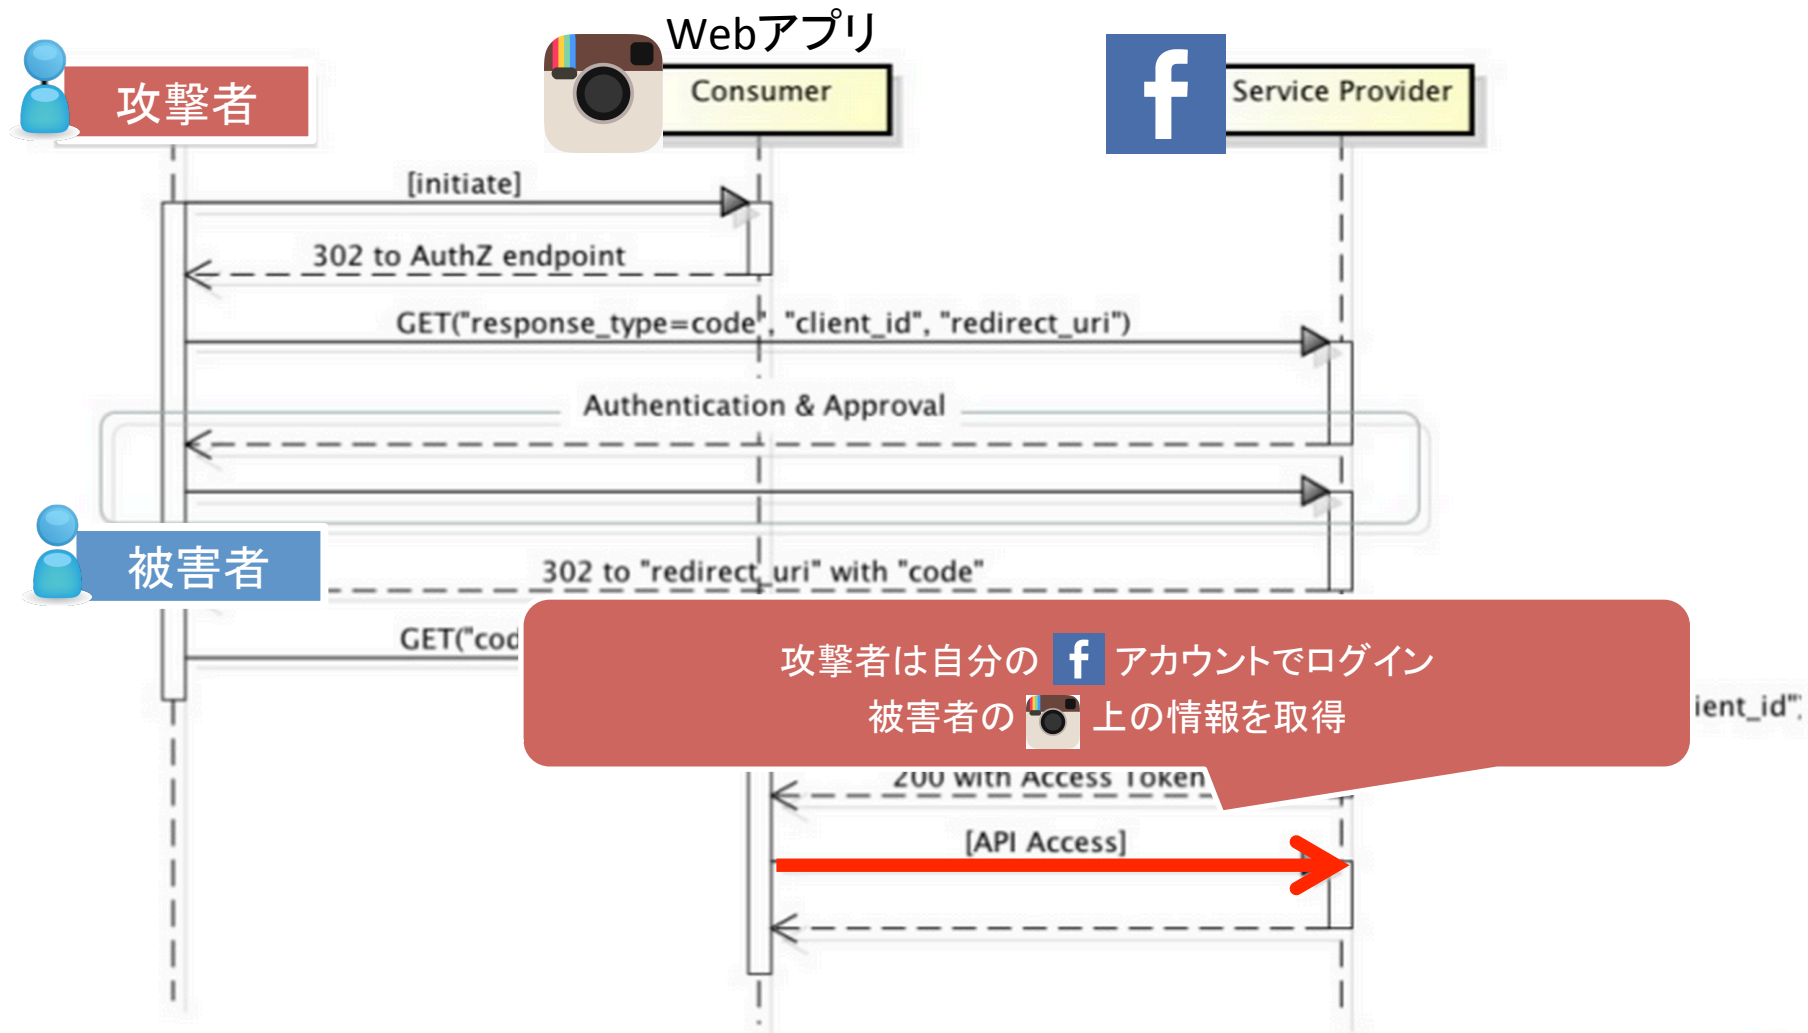 Webアプリ
攻撃者
Consumer
Service Provider
[initiate]
302 to AuthZ endpoint
GET("response_type=code", "client_id", "redirect_uri")
Authentication & Approval
被害者
302 to "redirect_uri" with "code"
GET("cod
攻撃者は自分の アカウントでログイン
被害者の 上の情報を取得
ient_id",
200 with Access Token
[API Access]